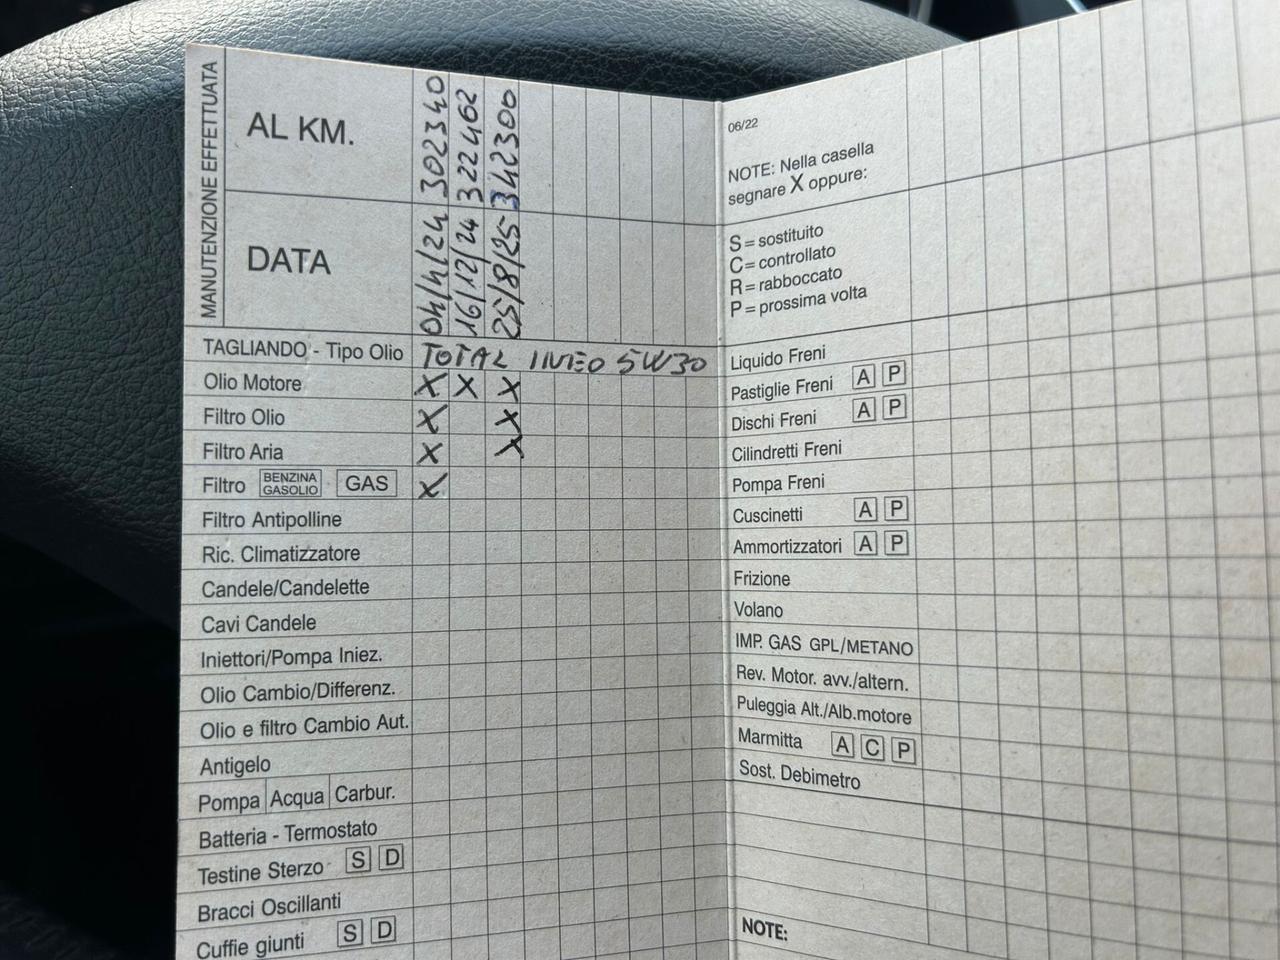 MANUTENZIONE EFFETTUATA
AL KM. 302340 322462 342300
DATA 04/4/24 16/12/24 25/8/25
TAGLIANDO - Tipo Olio TOTAL INEO 5W30
Olio Motore X X X
Filtro Olio X X
Filtro Aria X X
Filtro BENZINA GASOLIO GAS X
Filtro Antipolline
Ric. Climatizzatore
Candele/Candelette
Cavi Candele
Iniettori/Pompa Iniez.
Olio Cambio/Differenz.
Olio e filtro Cambio Aut.
Antigelo
Pompa Acqua Carbur.
Batteria - Termostato
Testine Sterzo S D
Bracci Oscillanti
Cuffie giunti S D
06/22
NOTE: Nella casella
segnare X oppure:
S = sostituito
C = controllato
R = rabboccato
P = prossima volta
Liquido Freni
Pastiglie Freni A P
Dischi Freni A P
Cilindretti Freni
Pompa Freni
Cuscinetti A P
Ammortizzatori A P
Frizione
Volano
IMP. GAS GPL/METANO
Rev. Motor. avv./altern.
Puleggia Alt./Alb.motore
Marmitta A C P
Sost. Debimetro
NOTE: